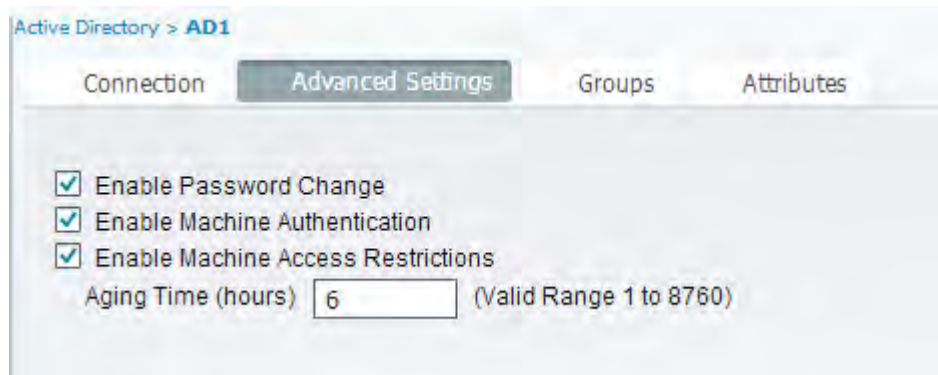 Active Directory > AD1
Connection Advanced Settings Groups Attributes
Enable Password Change
Enable Machine Authentication
Enable Machine Access Restrictions
Aging Time (hours) 6 (Valid Range 1 to 8760)